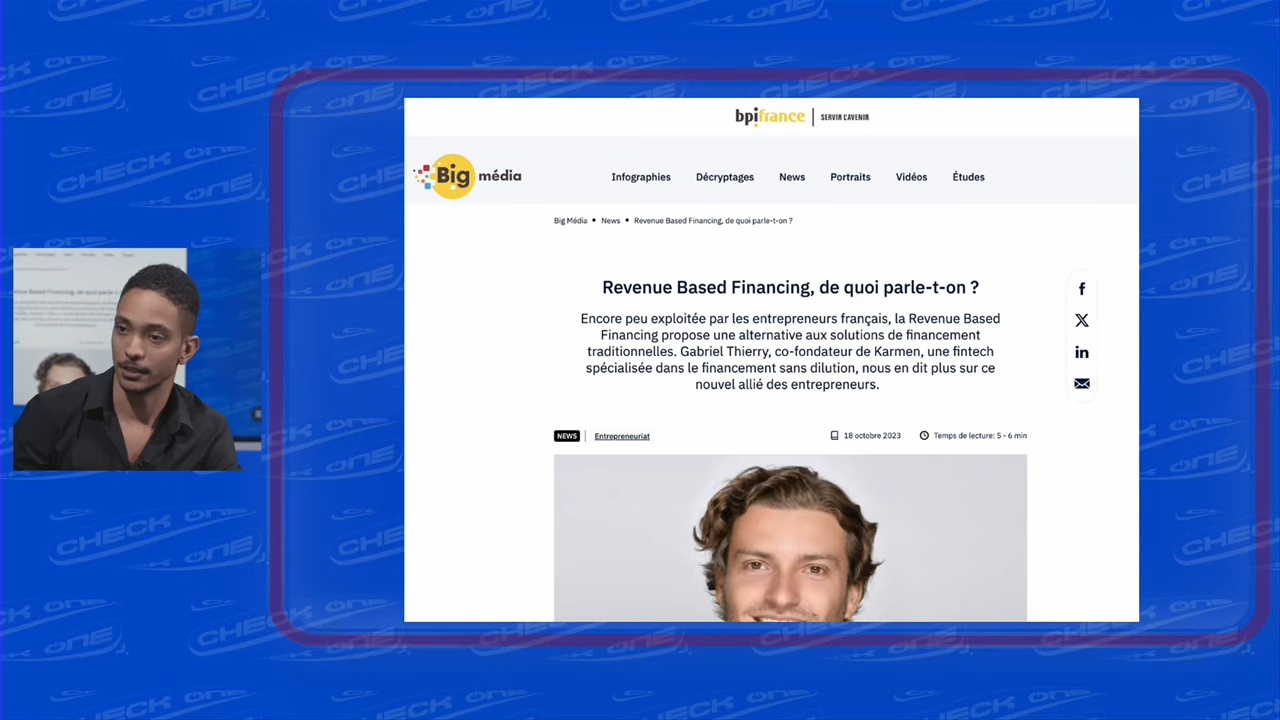 CHECK ONE
bpifrance SERVIR L'AVENIR
Big média
Infographies Décryptages News Portraits Vidéos Études
Big Média • News • Revenue Based Financing, de quoi parle-t-on ?
Revenue Based Financing, de quoi parle-t-on ?
Encore peu exploitée par les entrepreneurs français, la Revenue Based
Financing propose une alternative aux solutions de financement
traditionnelles. Gabriel Thierry, co-fondateur de Karmen, une fintech
spécialisée dans le financement sans dilution, nous en dit plus sur ce
nouvel allié des entrepreneurs.
NEWS Entrepreneuriat 18 octobre 2023 Temps de lecture: 5 - 6 min